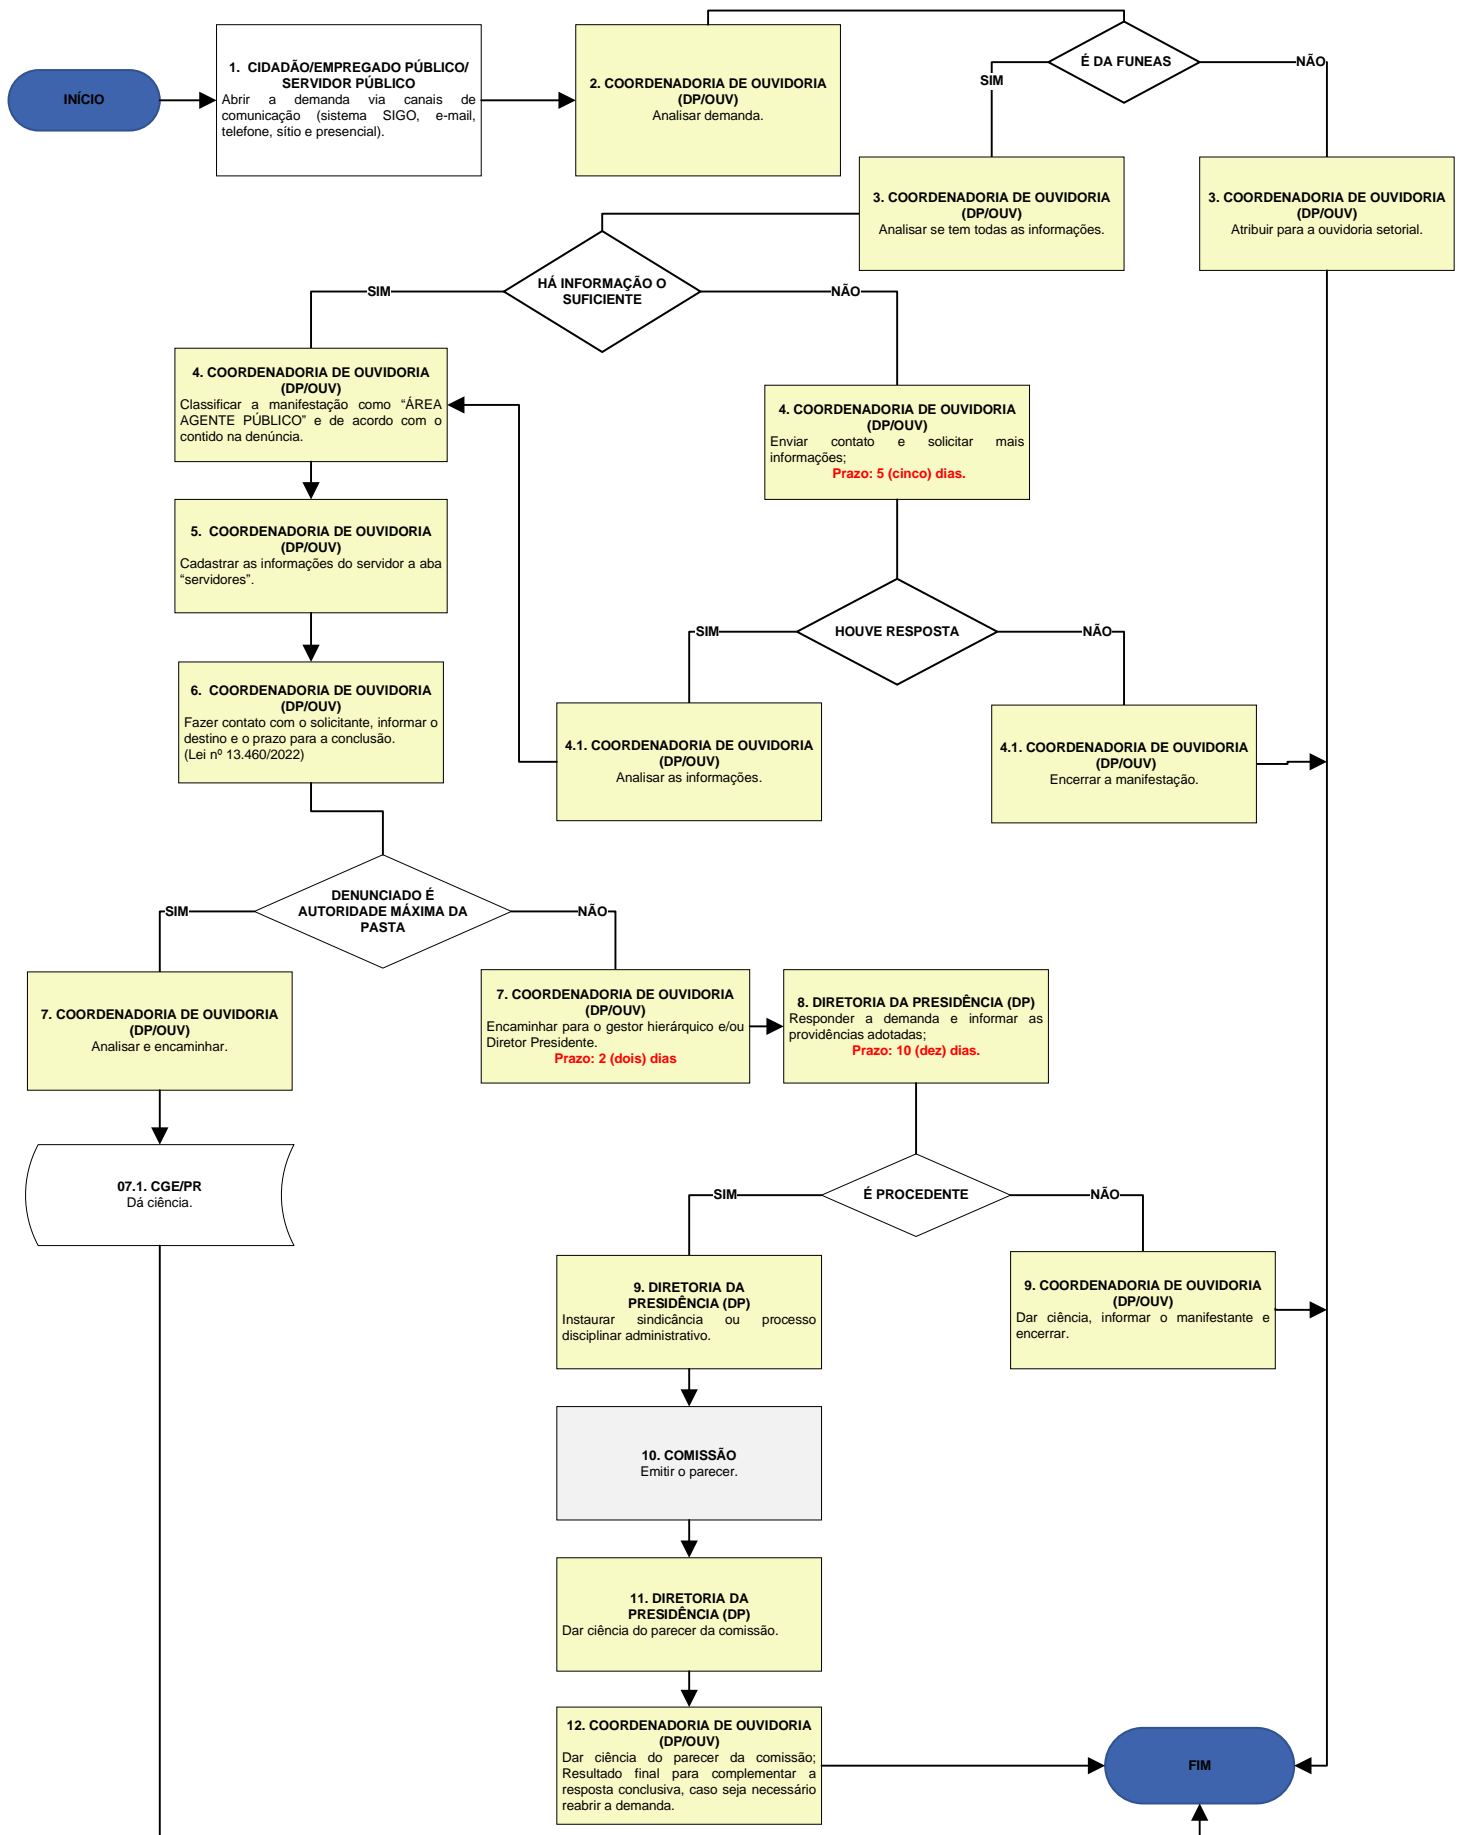 INÍCIO
1. CIDADÃO/EMPREGADO PÚBLICO/
SERVIDOR PÚBLICO
Abrir a demanda via canais de
comunicação (sistema SIGO, e-mail,
telefone, sítio e presencial).
2. COORDENADORIA DE OUVIDORIA
(DP/OUV)
Analisar demanda.
É DA FUNEAS
SIM
NÃO
3. COORDENADORIA DE OUVIDORIA
(DP/OUV)
Analisar se tem todas as informações.
3. COORDENADORIA DE OUVIDORIA
(DP/OUV)
Atribuir para a ouvidoria setorial.
HÁ INFORMAÇÃO O
SUFICIENTE
SIM
NÃO
4. COORDENADORIA DE OUVIDORIA
(DP/OUV)
Classificar a manifestação como “ÁREA
AGENTE PÚBLICO” e de acordo com o
contido na denúncia.
4. COORDENADORIA DE OUVIDORIA
(DP/OUV)
Enviar contato e solicitar mais
informações;
Prazo: 5 (cinco) dias.
5. COORDENADORIA DE OUVIDORIA
(DP/OUV)
Cadastrar as informações do servidor a aba
“servidores”.
HOUVE RESPOSTA
SIM
NÃO
6. COORDENADORIA DE OUVIDORIA
(DP/OUV)
Fazer contato com o solicitante, informar o
destino e o prazo para a conclusão.
(Lei nº 13.460/2022)
4.1. COORDENADORIA DE OUVIDORIA
(DP/OUV)
Analisar as informações.
4.1. COORDENADORIA DE OUVIDORIA
(DP/OUV)
Encerrar a manifestação.
DENUNCIADO É
AUTORIDADE MÁXIMA DA
PASTA
SIM
NÃO
7. COORDENADORIA DE OUVIDORIA
(DP/OUV)
Analisar e encaminhar.
7. COORDENADORIA DE OUVIDORIA
(DP/OUV)
Encaminhar para o gestor hierárquico e/ou
Diretor Presidente.
Prazo: 2 (dois) dias
8. DIRETORIA DA PRESIDÊNCIA (DP)
Responder a demanda e informar as
providências adotadas;
Prazo: 10 (dez) dias.
07.1. CGE/PR
Dá ciência.
É PROCEDENTE
SIM
NÃO
9. DIRETORIA DA
PRESIDÊNCIA (DP)
Instaurar sindicância ou processo
disciplinar administrativo.
9. COORDENADORIA DE OUVIDORIA
(DP/OUV)
Dar ciência, informar o manifestante e
encerrar.
10. COMISSÃO
Emitir o parecer.
11. DIRETORIA DA
PRESIDÊNCIA (DP)
Dar ciência do parecer da comissão.
12. COORDENADORIA DE OUVIDORIA
(DP/OUV)
Dar ciência do parecer da comissão;
Resultado final para complementar a
resposta conclusiva, caso seja necessário
reabrir a demanda.
FIM